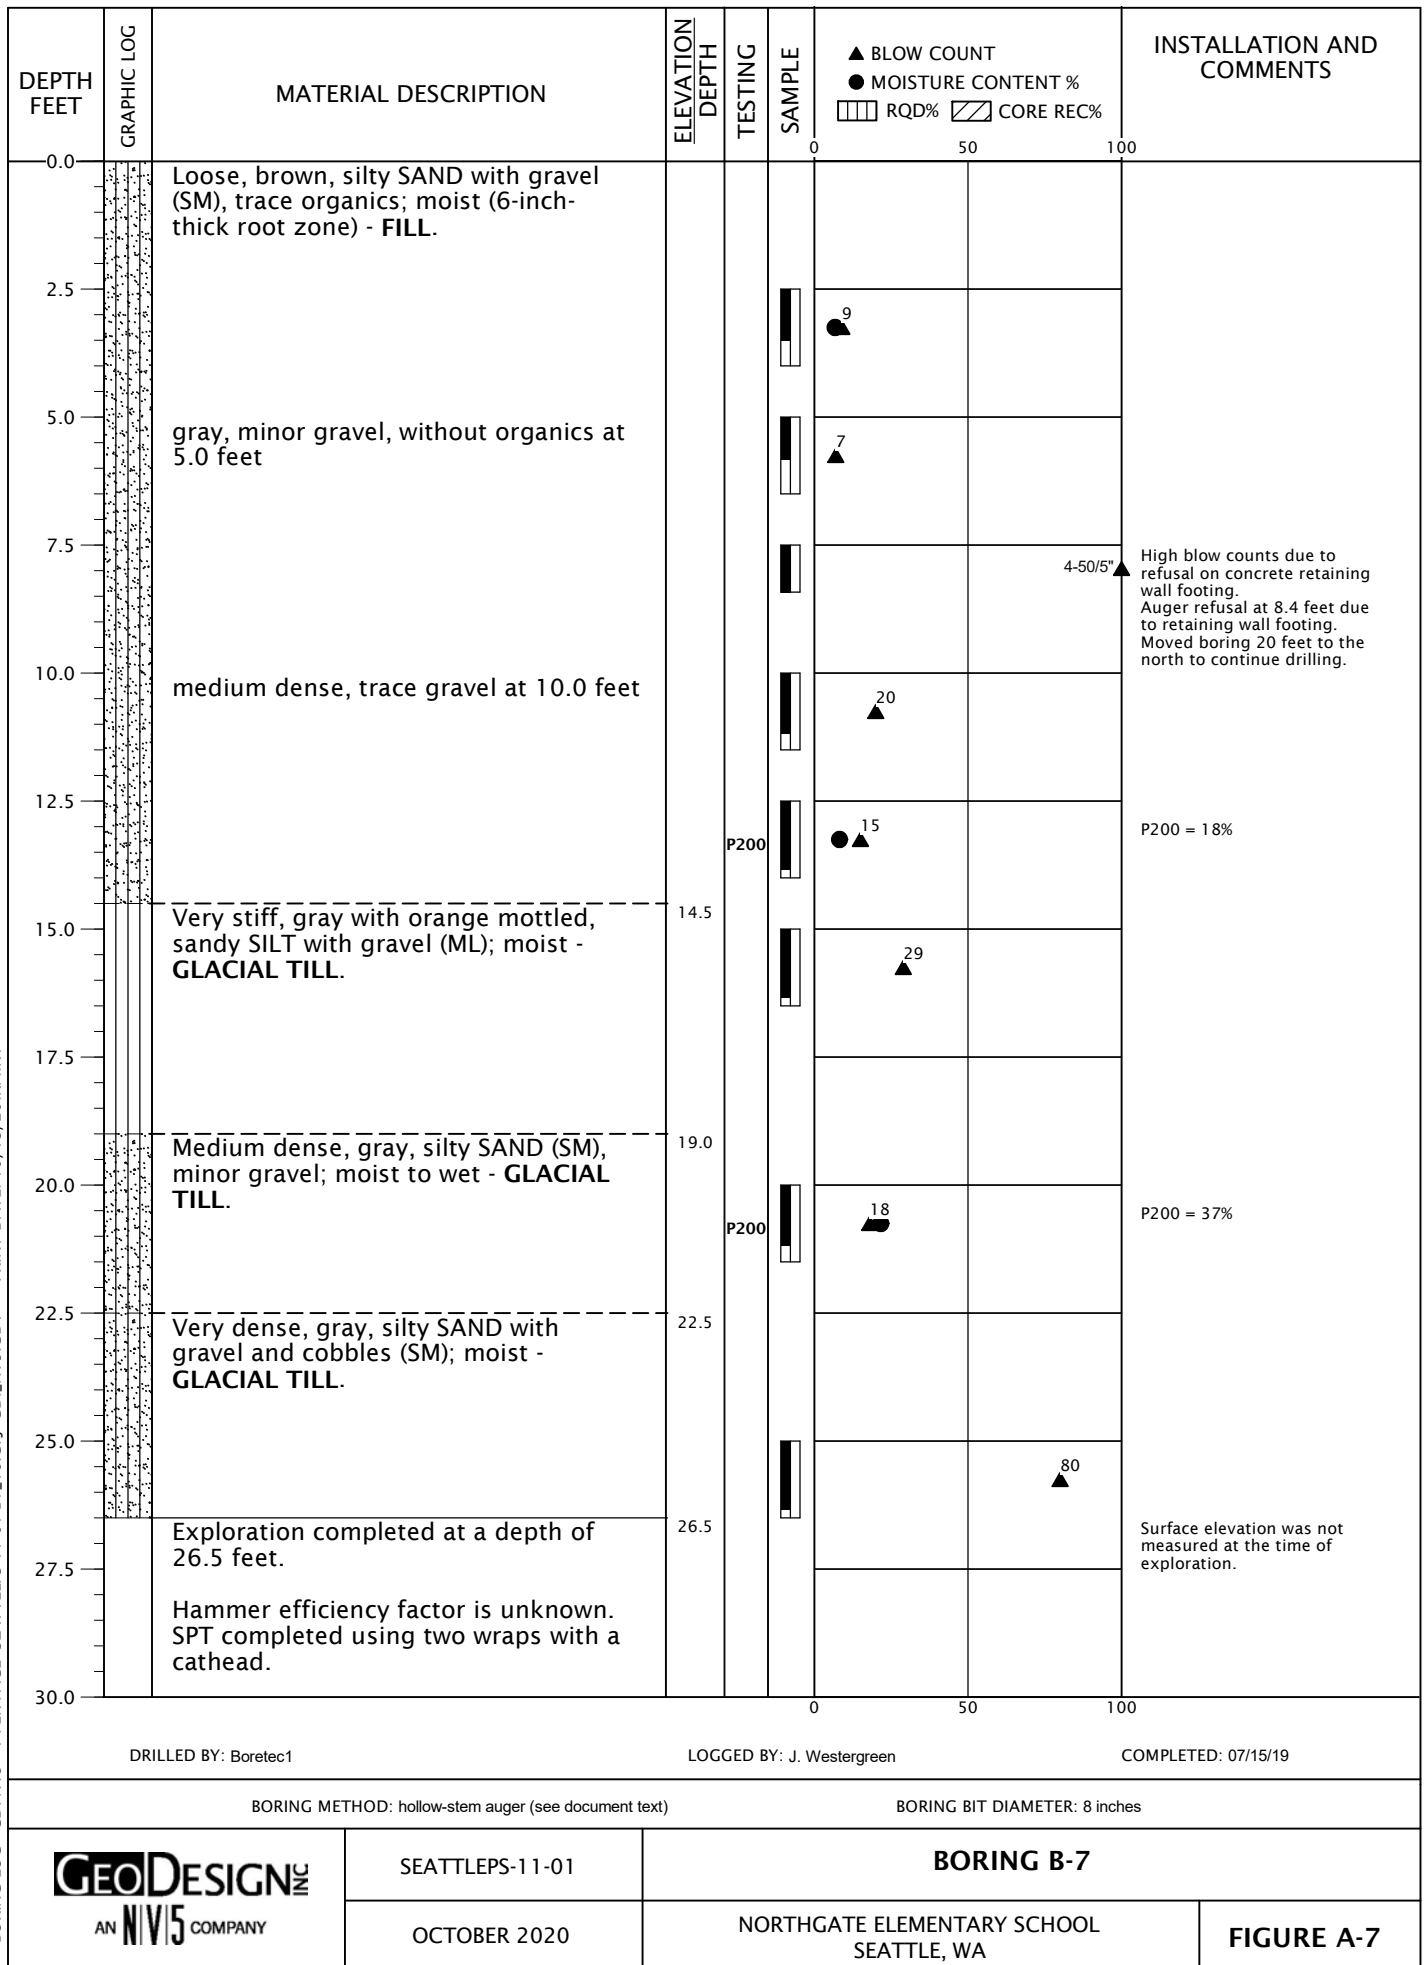 DEPTH
FEET
GRAPHIC LOG
MATERIAL DESCRIPTION
ELEVATION
DEPTH
TESTING
SAMPLE
▲ BLOW COUNT
● MOISTURE CONTENT %
RQD% CORE REC%
INSTALLATION AND
COMMENTS
0 50 100
0.0
Loose, brown, silty SAND with gravel
(SM), trace organics; moist (6-inch-
thick root zone) - FILL.
2.5
9
5.0
gray, minor gravel, without organics at
5.0 feet
7
7.5
4-50/5"
High blow counts due to
refusal on concrete retaining
wall footing.
Auger refusal at 8.4 feet due
to retaining wall footing.
Moved boring 20 feet to the
north to continue drilling.
10.0
medium dense, trace gravel at 10.0 feet
20
12.5
P200
15
P200 = 18%
14.5
Very stiff, gray with orange mottled,
sandy SILT with gravel (ML); moist -
GLACIAL TILL.
15.0
29
17.5
19.0
Medium dense, gray, silty SAND (SM),
minor gravel; moist to wet - GLACIAL
TILL.
20.0
P200
18
P200 = 37%
22.5
22.5
Very dense, gray, silty SAND with
gravel and cobbles (SM); moist -
GLACIAL TILL.
25.0
80
26.5
Exploration completed at a depth of
26.5 feet.
Surface elevation was not
measured at the time of
exploration.
27.5
Hammer efficiency factor is unknown.
SPT completed using two wraps with a
cathead.
30.0
0 50 100
DRILLED BY: Boretec1
LOGGED BY: J. Westergreen
COMPLETED: 07/15/19
BORING METHOD: hollow-stem auger (see document text)
BORING BIT DIAMETER: 8 inches
GEODESIGN INC
AN N|V|5 COMPANY
SEATTLEPS-11-01
OCTOBER 2020
BORING B-7
NORTHGATE ELEMENTARY SCHOOL
SEATTLE, WA
FIGURE A-7